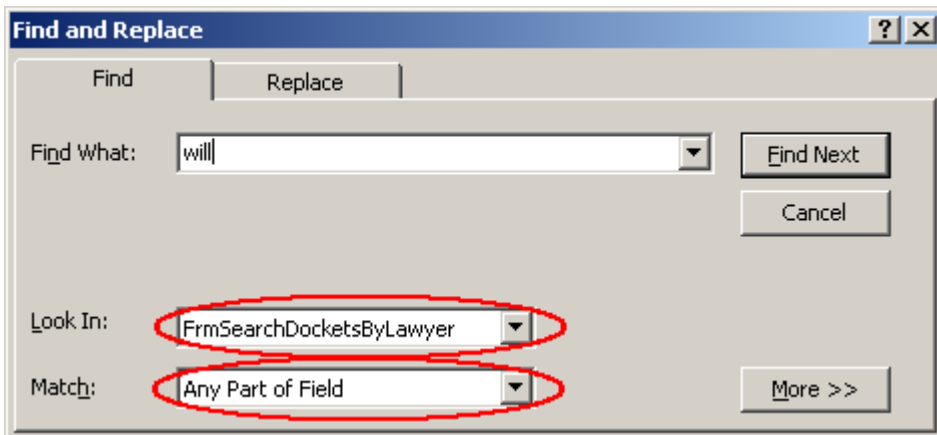 Find and Replace
Find Replace
Find What: will Find Next
Cancel
Look In: FrmSearchDocketsByLawyer
Match: Any Part of Field More >>